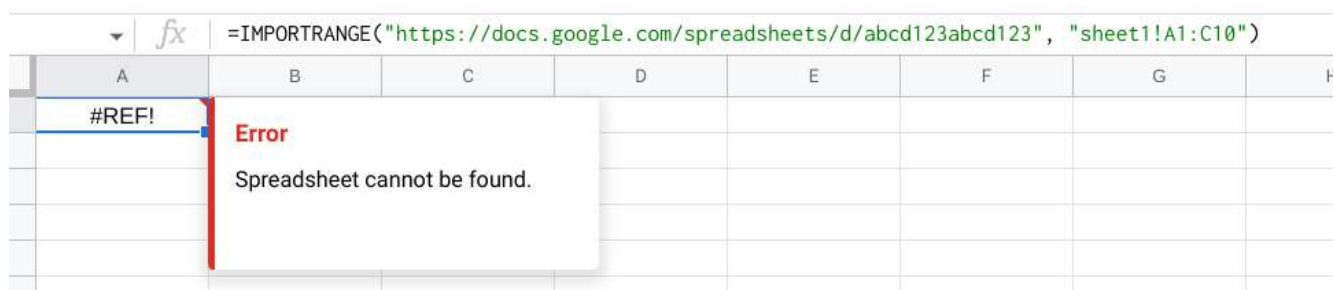 fx
=IMPORTRANGE("https://docs.google.com/spreadsheets/d/abcd123abcd123", "sheet1!A1:C10")
A B C D E F G
#REF!
Error
Spreadsheet cannot be found.